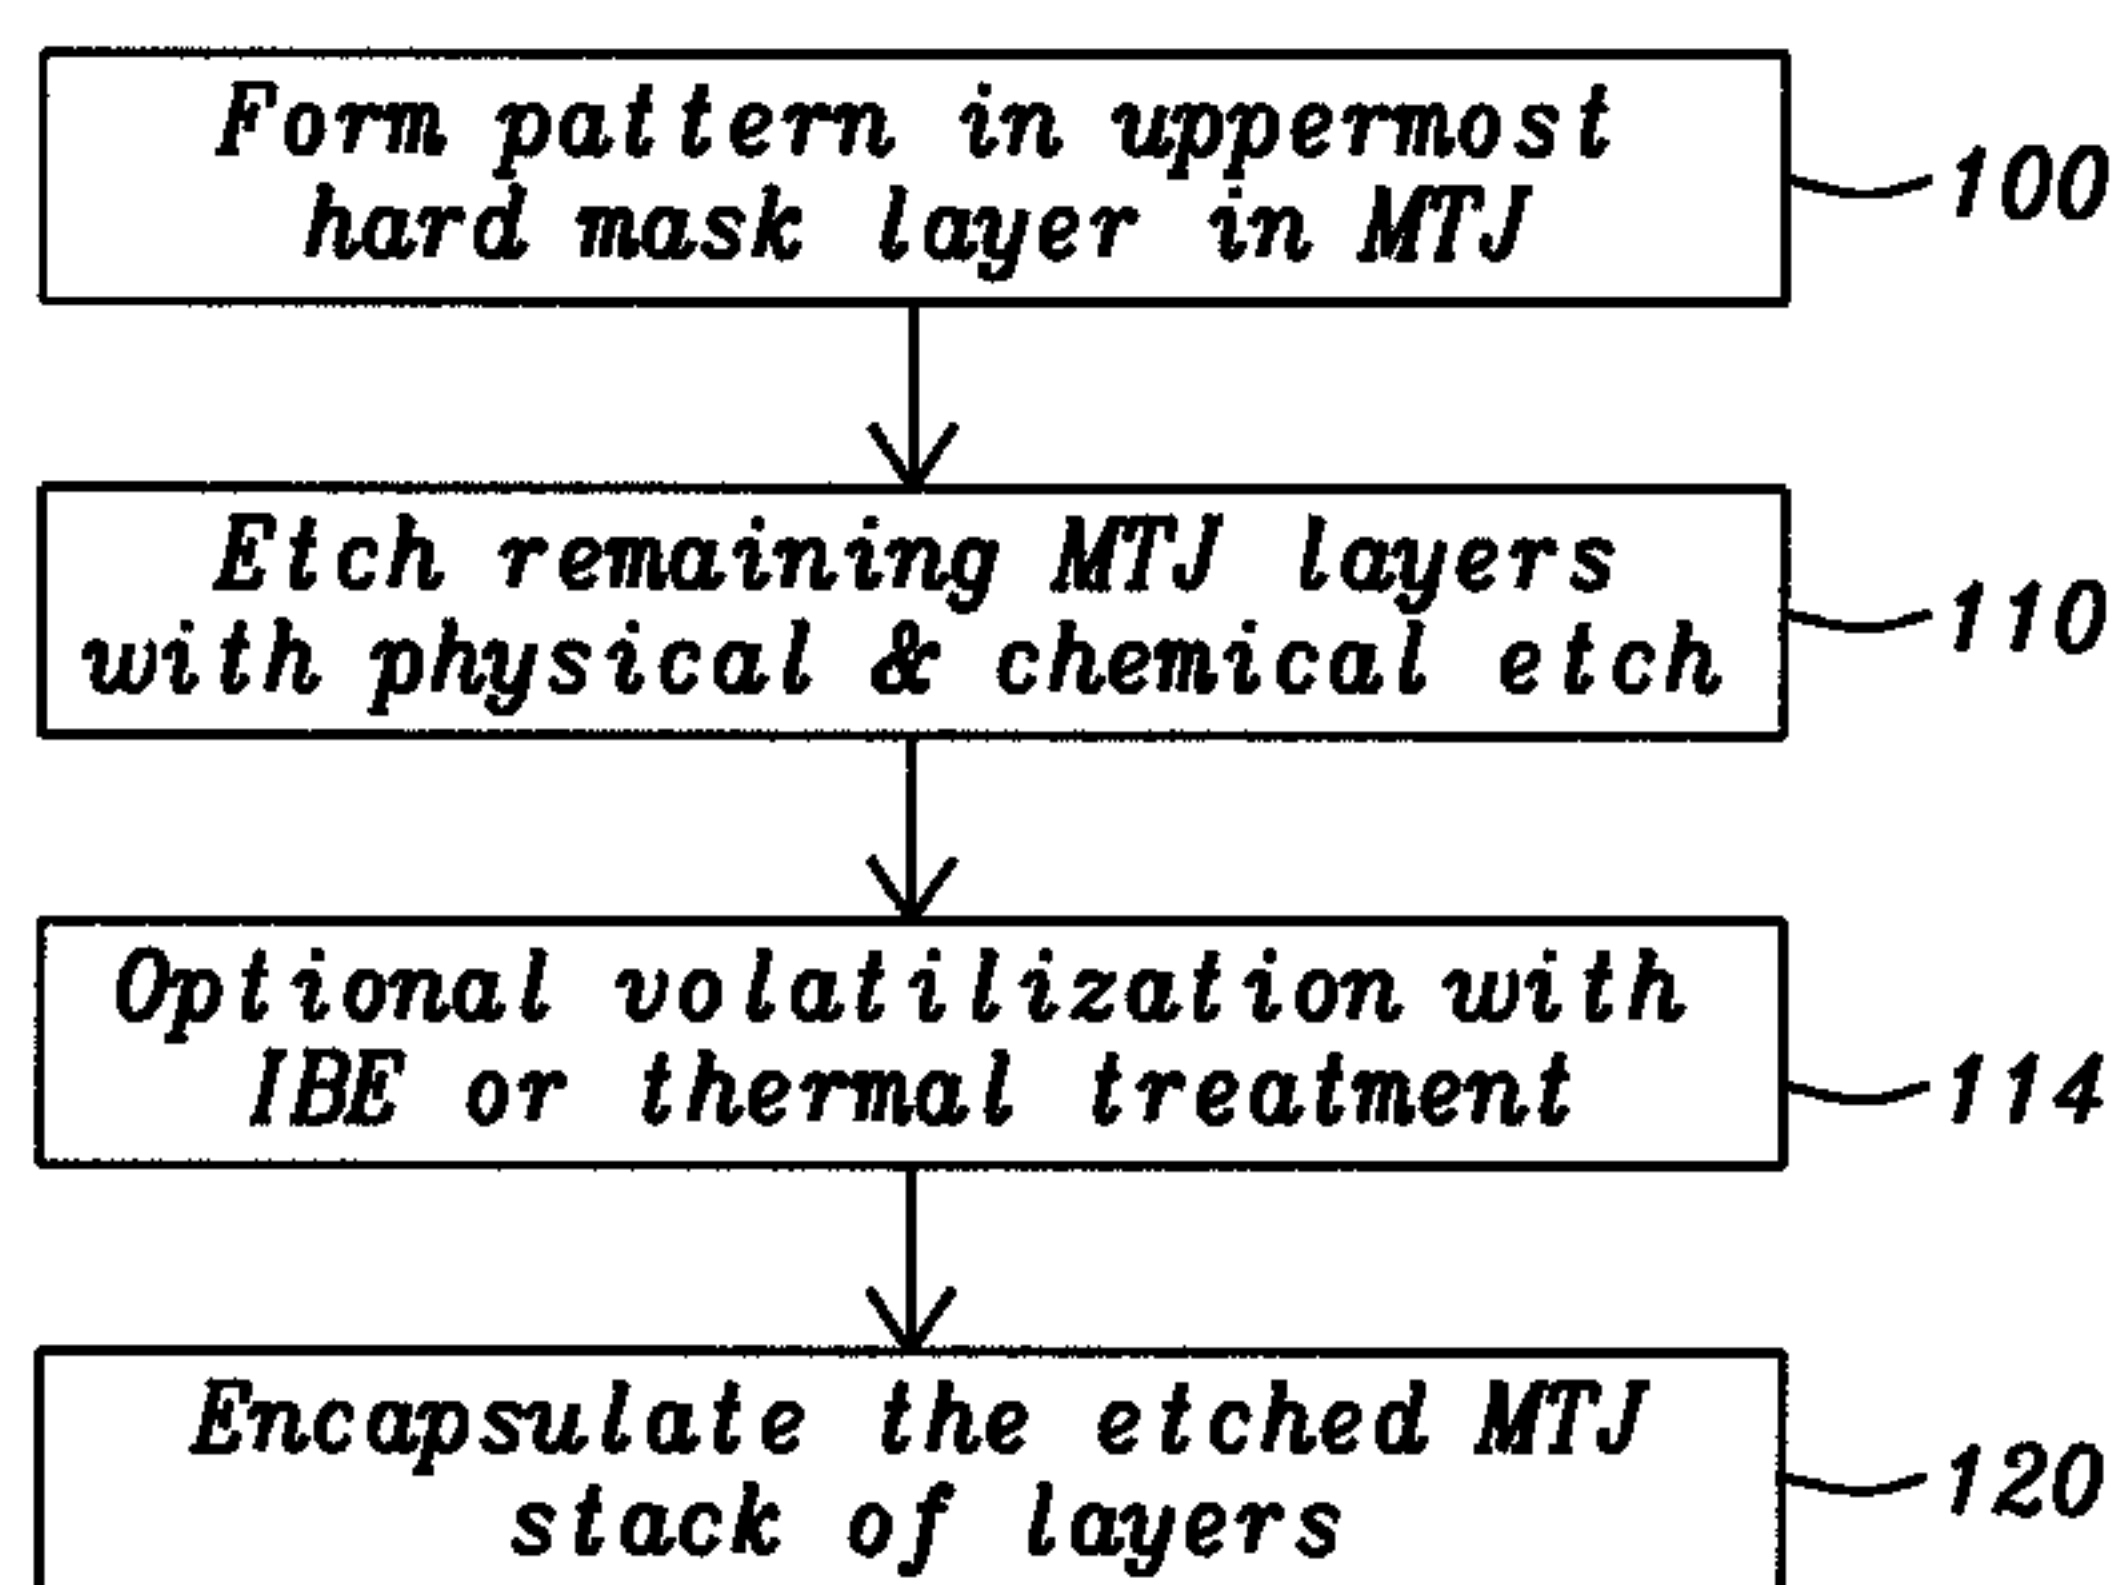 Form pattern in uppermost
hard mask layer in MTJ
100
Etch remaining MTJ layers
with physical & chemical etch
110
Optional volatilization with
IBE or thermal treatment
114
Encapsulate the etched MTJ
stack of layers
120